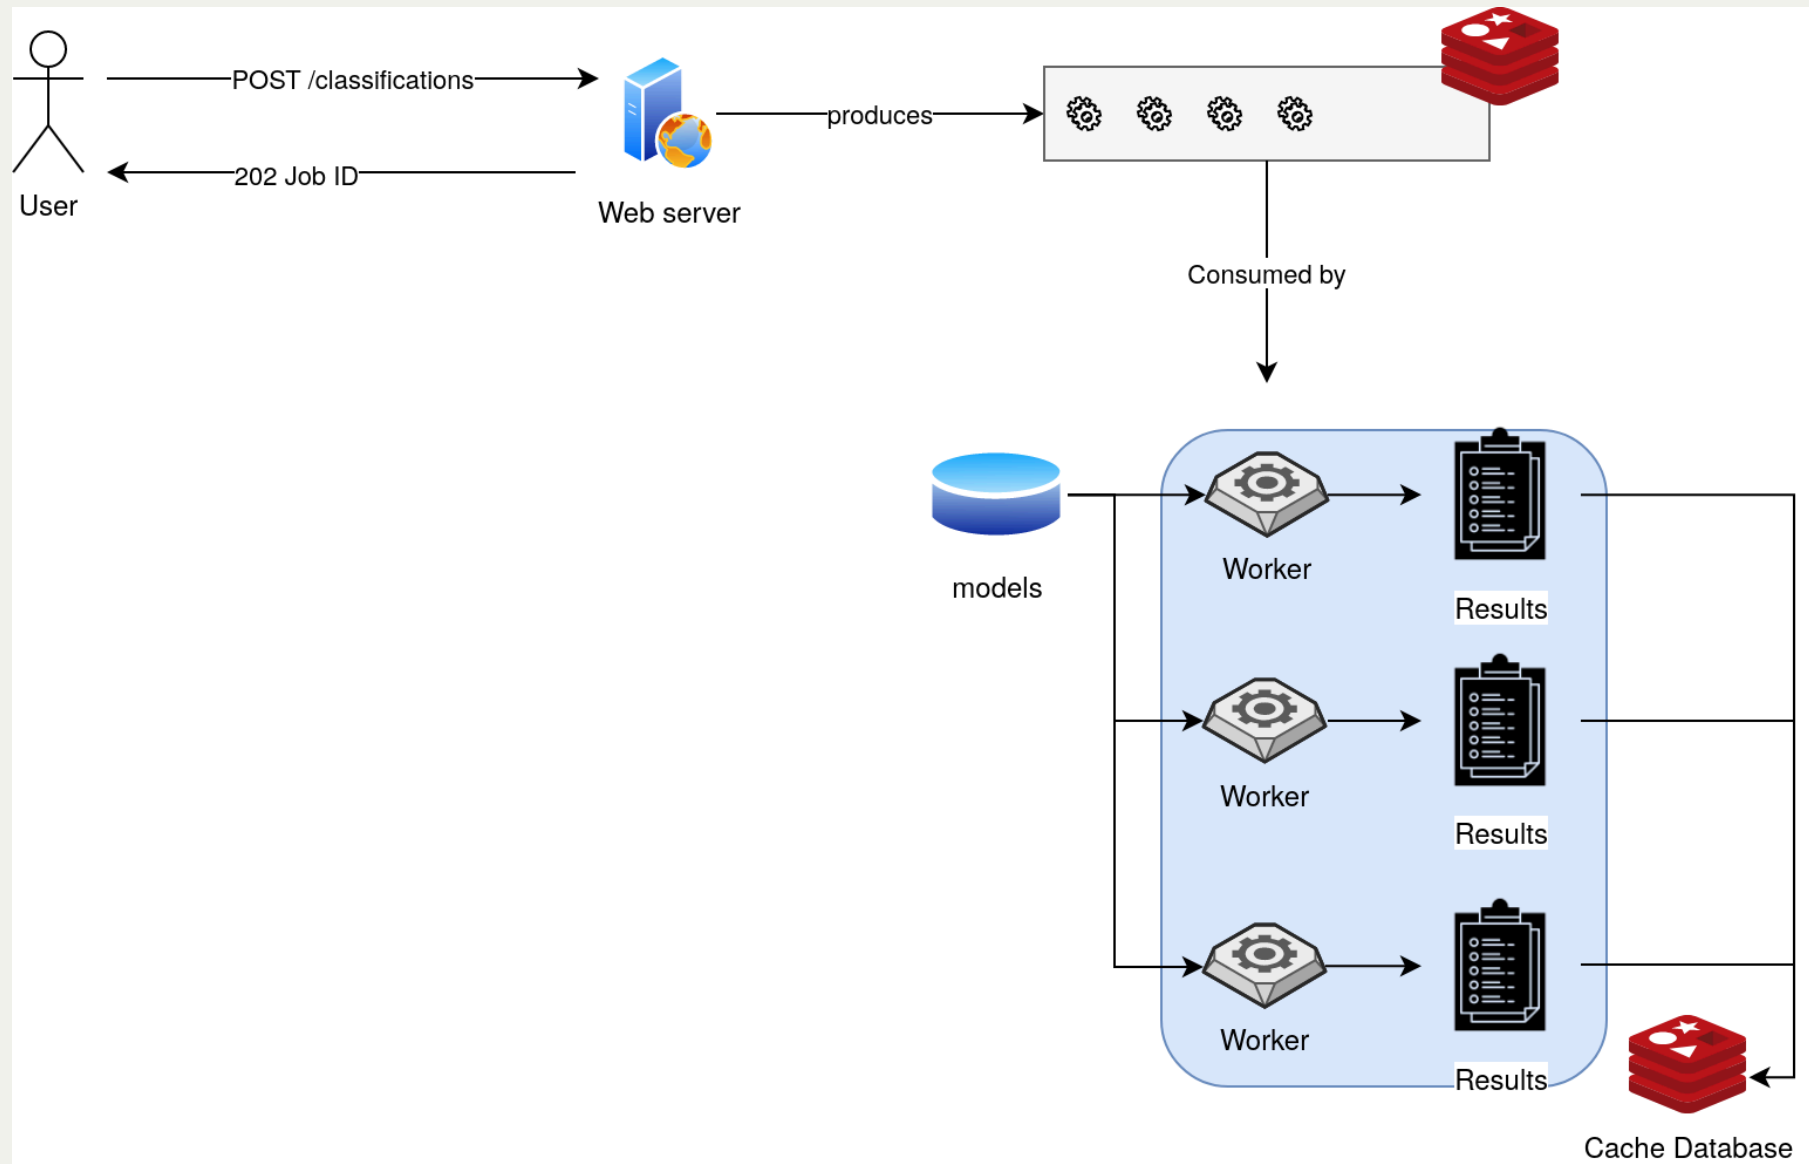 POST /classifications
produces
202 Job ID
User
Web server
Consumed by
models
Worker
Results
Worker
Results
Worker
Results
Cache Database